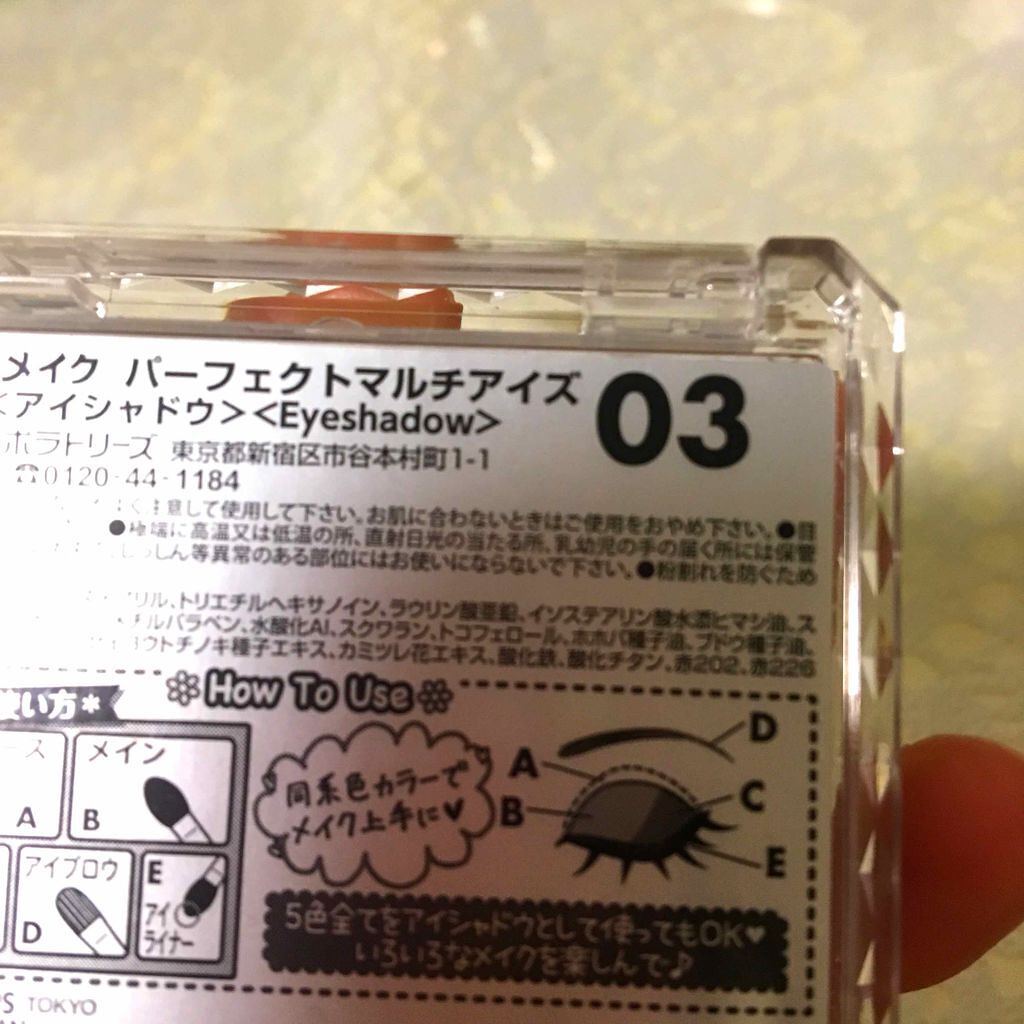 メイク パーフェクトマルチアイズ
<アイシャドウ><Eyeshadow>
03
ボラトリーズ 東京都新宿区市谷本村町1-1
☎0120-44-1184
意して使用して下さい。お肌に合わないときはご使用をおやめ下さい。●目
●極端に高温又は低温の所、直射日光の当たる所、乳幼児の手の届く所には保管
しっしん等異常のある部位にはお使いにならないで下さい。●粉割れを防ぐため
リル、トリエチルヘキサノイン、ラウリン酸亜鉛、イソステアリン酸水添ヒマシ油、ス
チルパラベン、水酸化Al、スクワラン、トコフェロール、ホホバ種子油、ブドウ種子油、
ウトチノキ種子エキス、カミツレ花エキス、酸化鉄、酸化チタン、赤202、赤226
How To Use
使い方*
ース
A
メイン
B
アイブロウ
D
E
アイ
ライナー
同系色カラーで
メイク上手に♥
A
B
D
C
E
5色全てをアイシャドウとして使ってもOK♥
いろいろなメイクを楽しんで♪
PS TOKYO